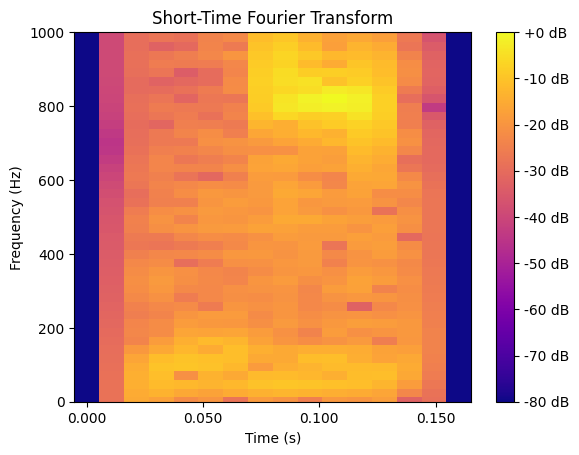 Short-Time Fourier Transform
1000
800
600
400
200
0
Frequency (Hz)
0.000
0.050
0.100
0.150
Time (s)
+0 dB
-10 dB
-20 dB
-30 dB
-40 dB
-50 dB
-60 dB
-70 dB
-80 dB